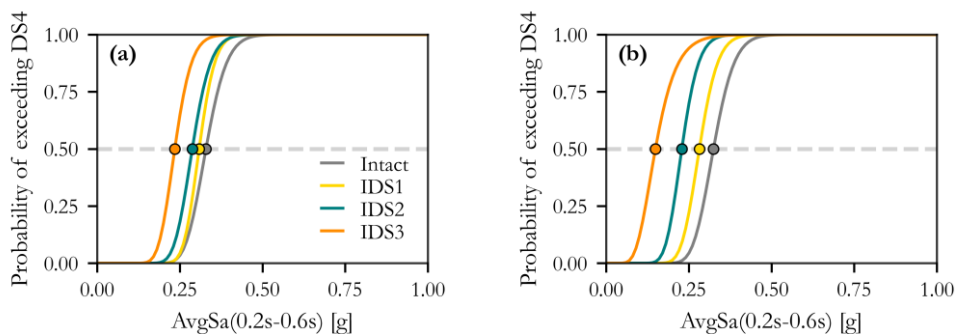 Probability of exceeding DS4
1.00
0.75
0.50
0.25
0.00
(a)
Intact
IDS1
IDS2
IDS3
0.00 0.25 0.50 0.75 1.00
AvgSa(0.2s-0.6s) [g]
Probability of exceeding DS4
1.00
0.75
0.50
0.25
0.00
(b)
0.00 0.25 0.50 0.75 1.00
AvgSa(0.2s-0.6s) [g]